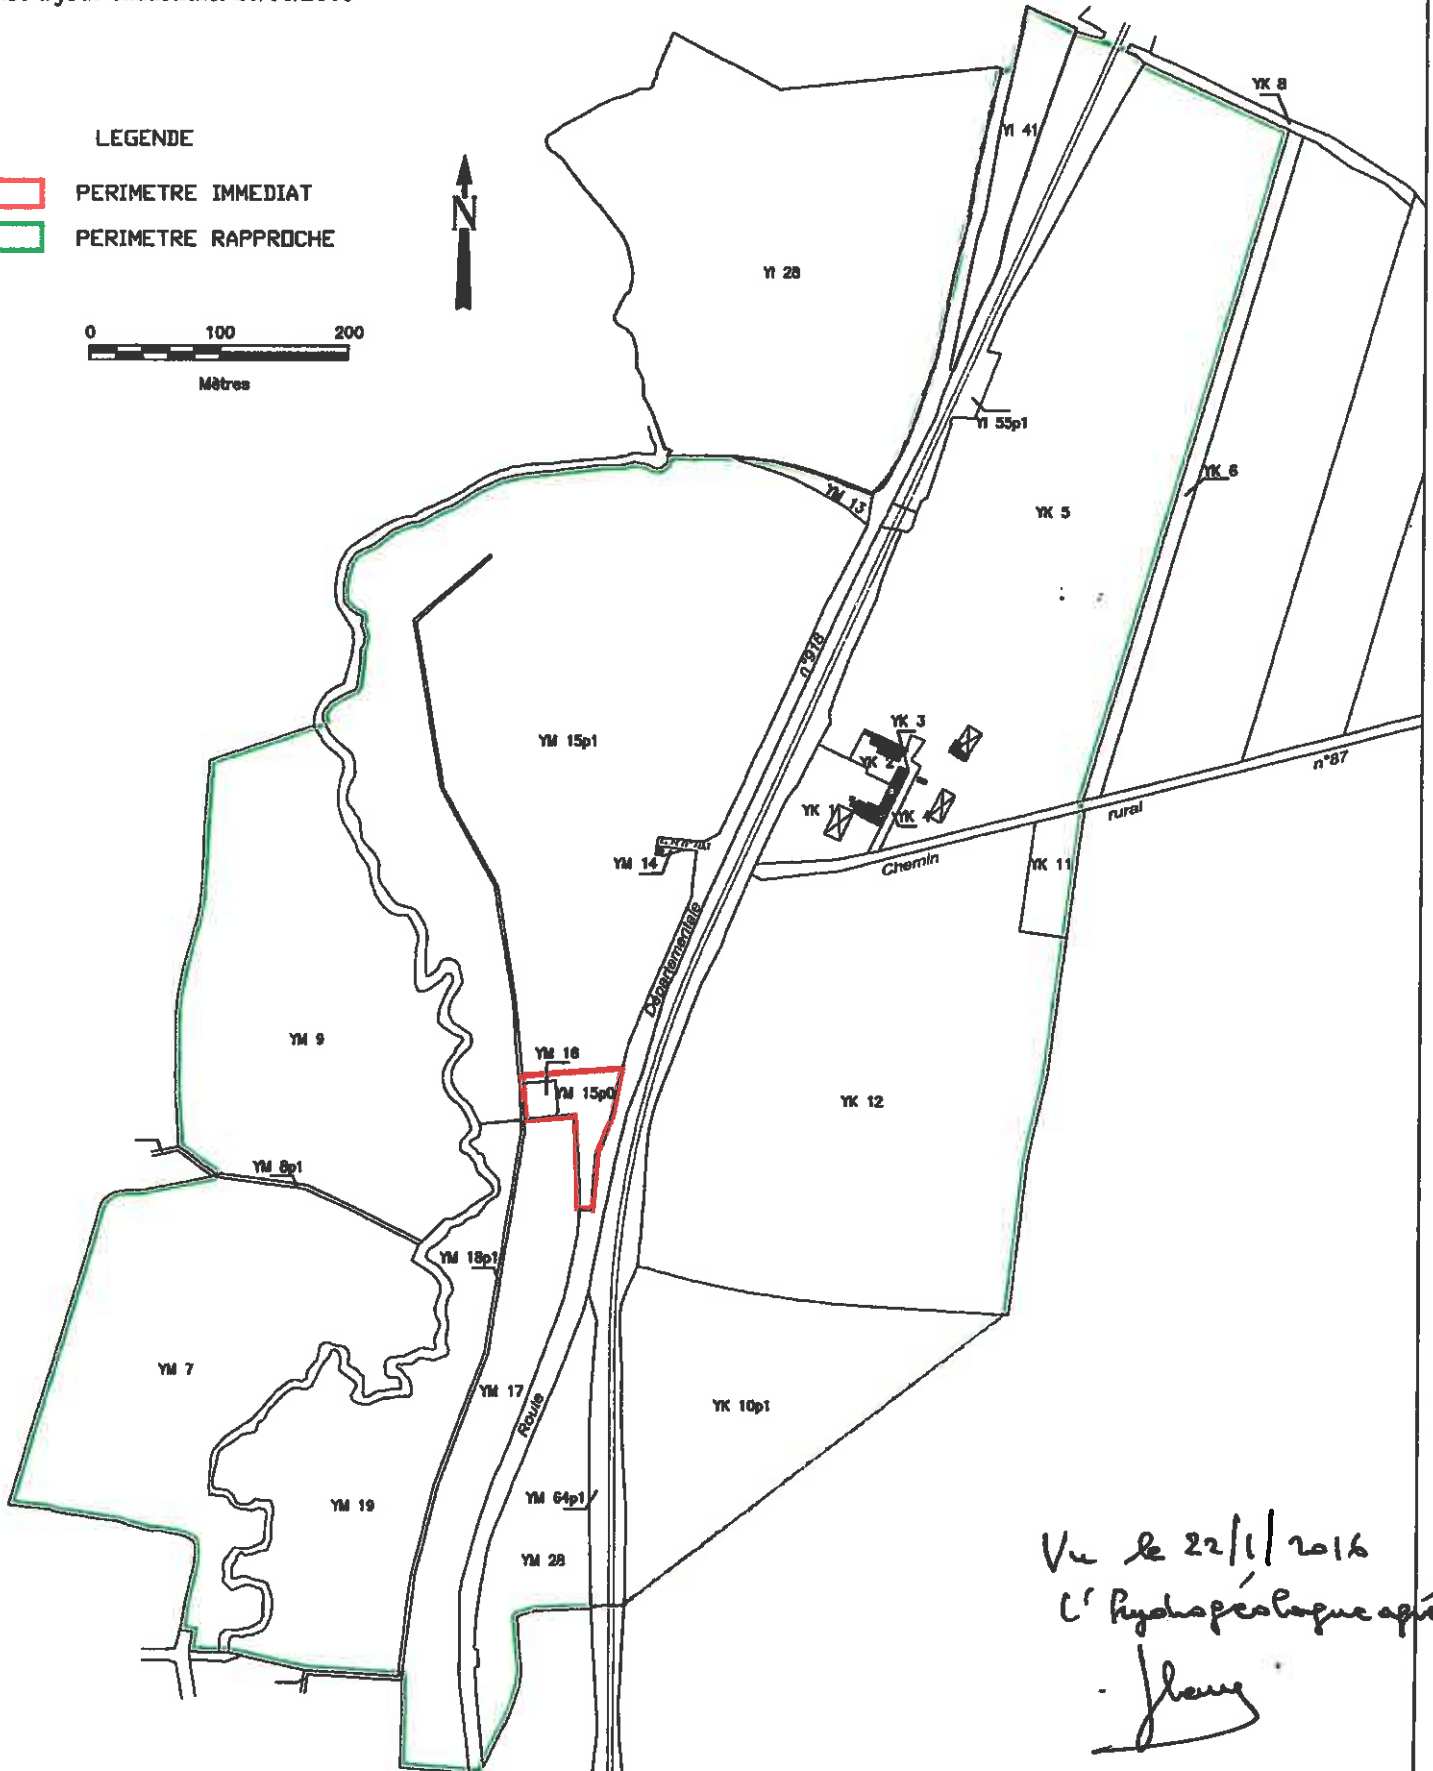 LEGENDE
PERIMETRE IMMEDIAT
PERIMETRE RAPPROCHE
N
0 100 200
Mètres
YK 8
YI 41
YI 28
YI 55p1
YK 6
YM 13
YK 5
n°918
YK 3
YM 15p1
YK 2
n°87
YK 1
YK 4
rural
YM 14
Chemin
YK 11
Départementale
YM 9
YM 16
YM 15p0
YK 12
YM 8p1
YM 18p1
YM 7
YM 17
Route
YK 10p1
YM 64p1
YM 19
YM 28
Vu le 22/1/2016
L'hydrogéologue